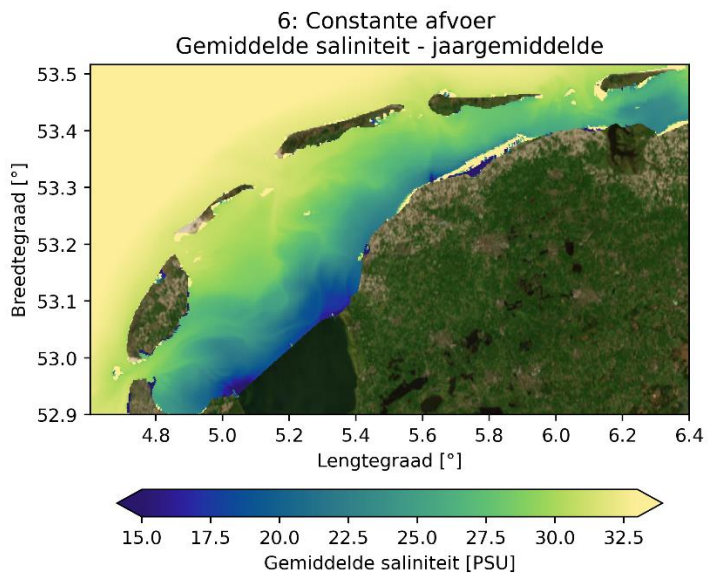 6: Constante afvoer
Gemiddelde saliniteit - jaargemiddelde
53.5
53.4
53.3
53.2
53.1
53.0
52.9
Breedtegraad [°]
4.8 5.0 5.2 5.4 5.6 5.8 6.0 6.2 6.4
Lengtegraad [°]
15.0 17.5 20.0 22.5 25.0 27.5 30.0 32.5
Gemiddelde saliniteit [PSU]